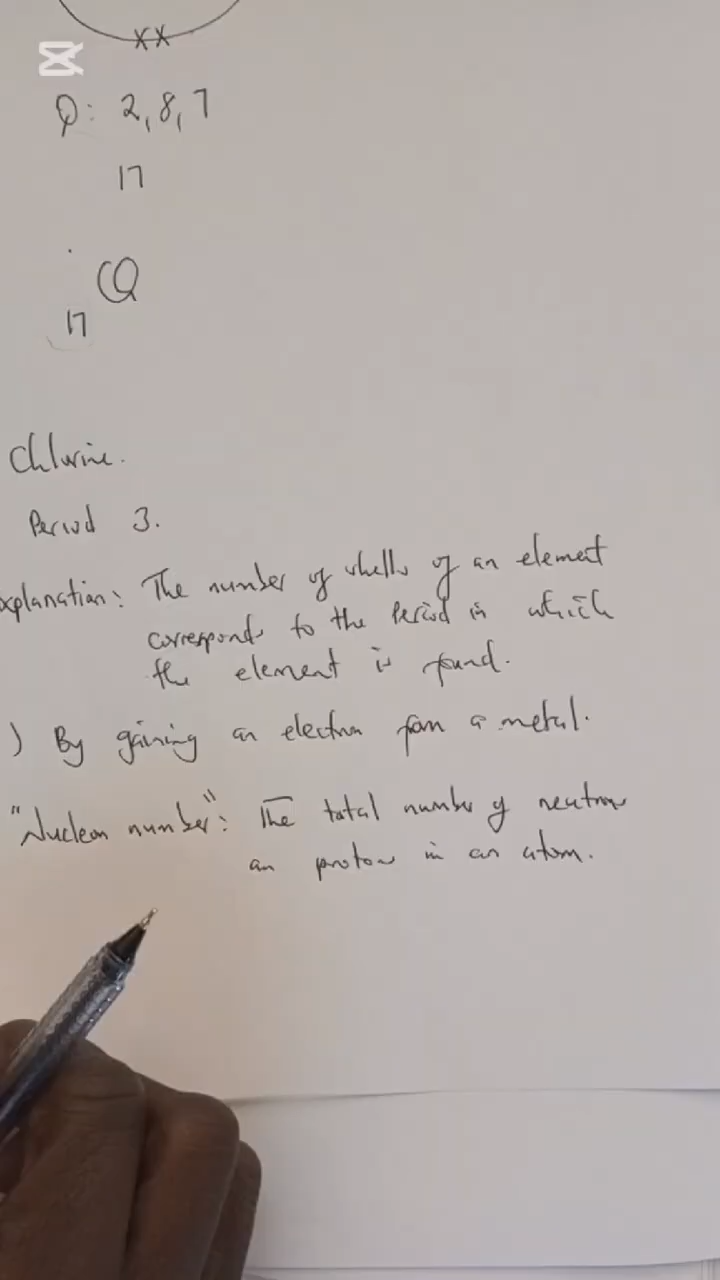 XX
Q: 2, 8, 7
17
Q
17
Chlorine.
Period 3.
xplanation: The number of shells of an element
corresponds to the Period in which
the element is found.
) By gaining an electron from a metal.
"Nucleon number": The total number of neutrons
an protons in an atom.